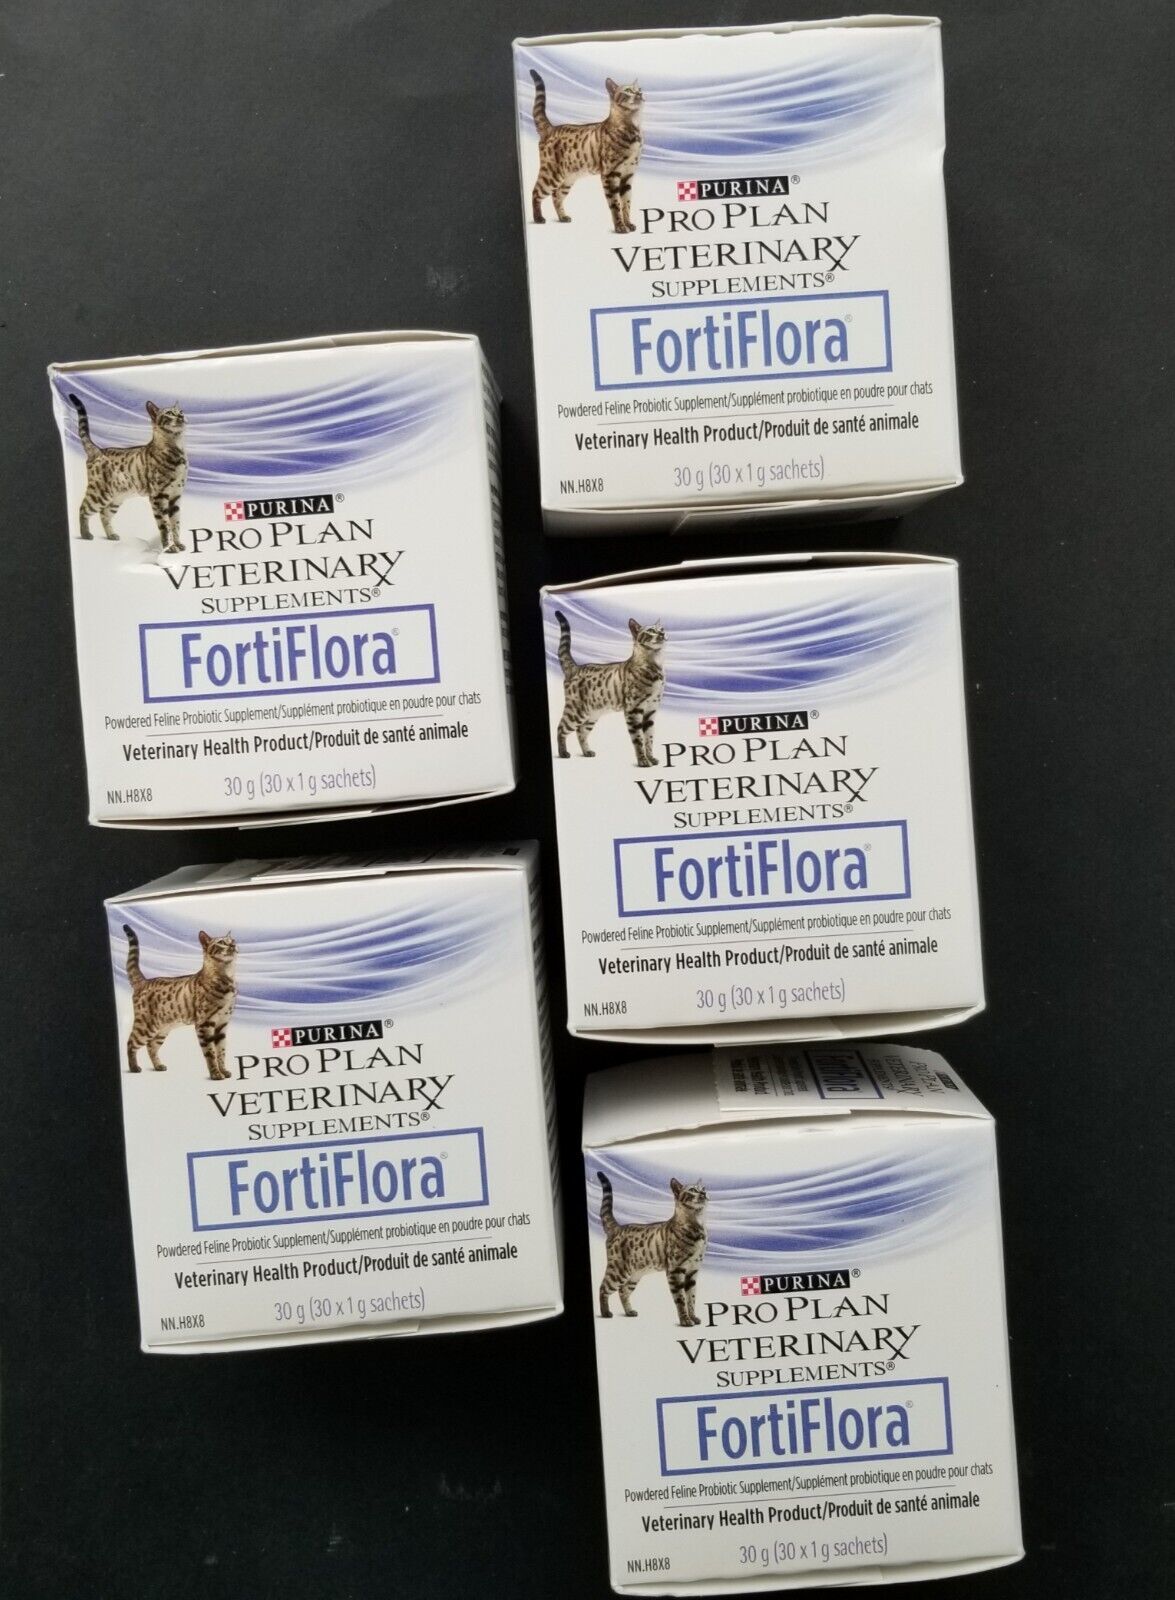 PURINA®
PRO PLAN
VETERINARY
SUPPLEMENTS®
FortiFlora®
Powdered Feline Probiotic Supplement/Supplément probiotique en poudre pour chats
Veterinary Health Product/Produit de santé animale
NN.H8X8
30 g (30 x 1 g sachets)
PURINA®
PRO PLAN
VETERINARY
SUPPLEMENTS®
FortiFlora®
Powdered Feline Probiotic Supplement/Supplément probiotique en poudre pour chats
Veterinary Health Product/Produit de santé animale
NN.H8X8
30 g (30 x 1 g sachets)
PURINA®
PRO PLAN
VETERINARY
SUPPLEMENTS®
FortiFlora®
Powdered Feline Probiotic Supplement/Supplément probiotique en poudre pour chats
Veterinary Health Product/Produit de santé animale
NN.H8X8
30 g (30 x 1 g sachets)
PURINA®
PRO PLAN
VETERINARY
SUPPLEMENTS®
FortiFlora®
Powdered Feline Probiotic Supplement/Supplément probiotique en poudre pour chats
Veterinary Health Product/Produit de santé animale
NN.H8X8
30 g (30 x 1 g sachets)
PRO PLAN
VETERINARY
FortiFlora
PURINA®
PRO PLAN
VETERINARY
SUPPLEMENTS®
FortiFlora®
Powdered Feline Probiotic Supplement/Supplément probiotique en poudre pour chats
Veterinary Health Product/Produit de santé animale
NN.H8X8
30 g (30 x 1 g sachets)